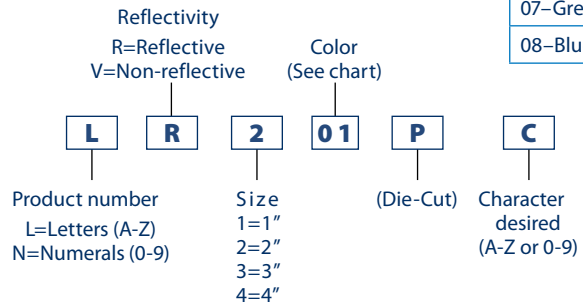 07–Gre
08–Blu
Reflectivity
R=Reflective
V=Non-reflective
Color
(See chart)
L R 2 01 P C
Product number
L=Letters (A-Z)
N=Numerals (0-9)
Size
1=1”
2=2”
3=3”
4=4”
(Die-Cut)
Character
desired
(A-Z or 0-9)